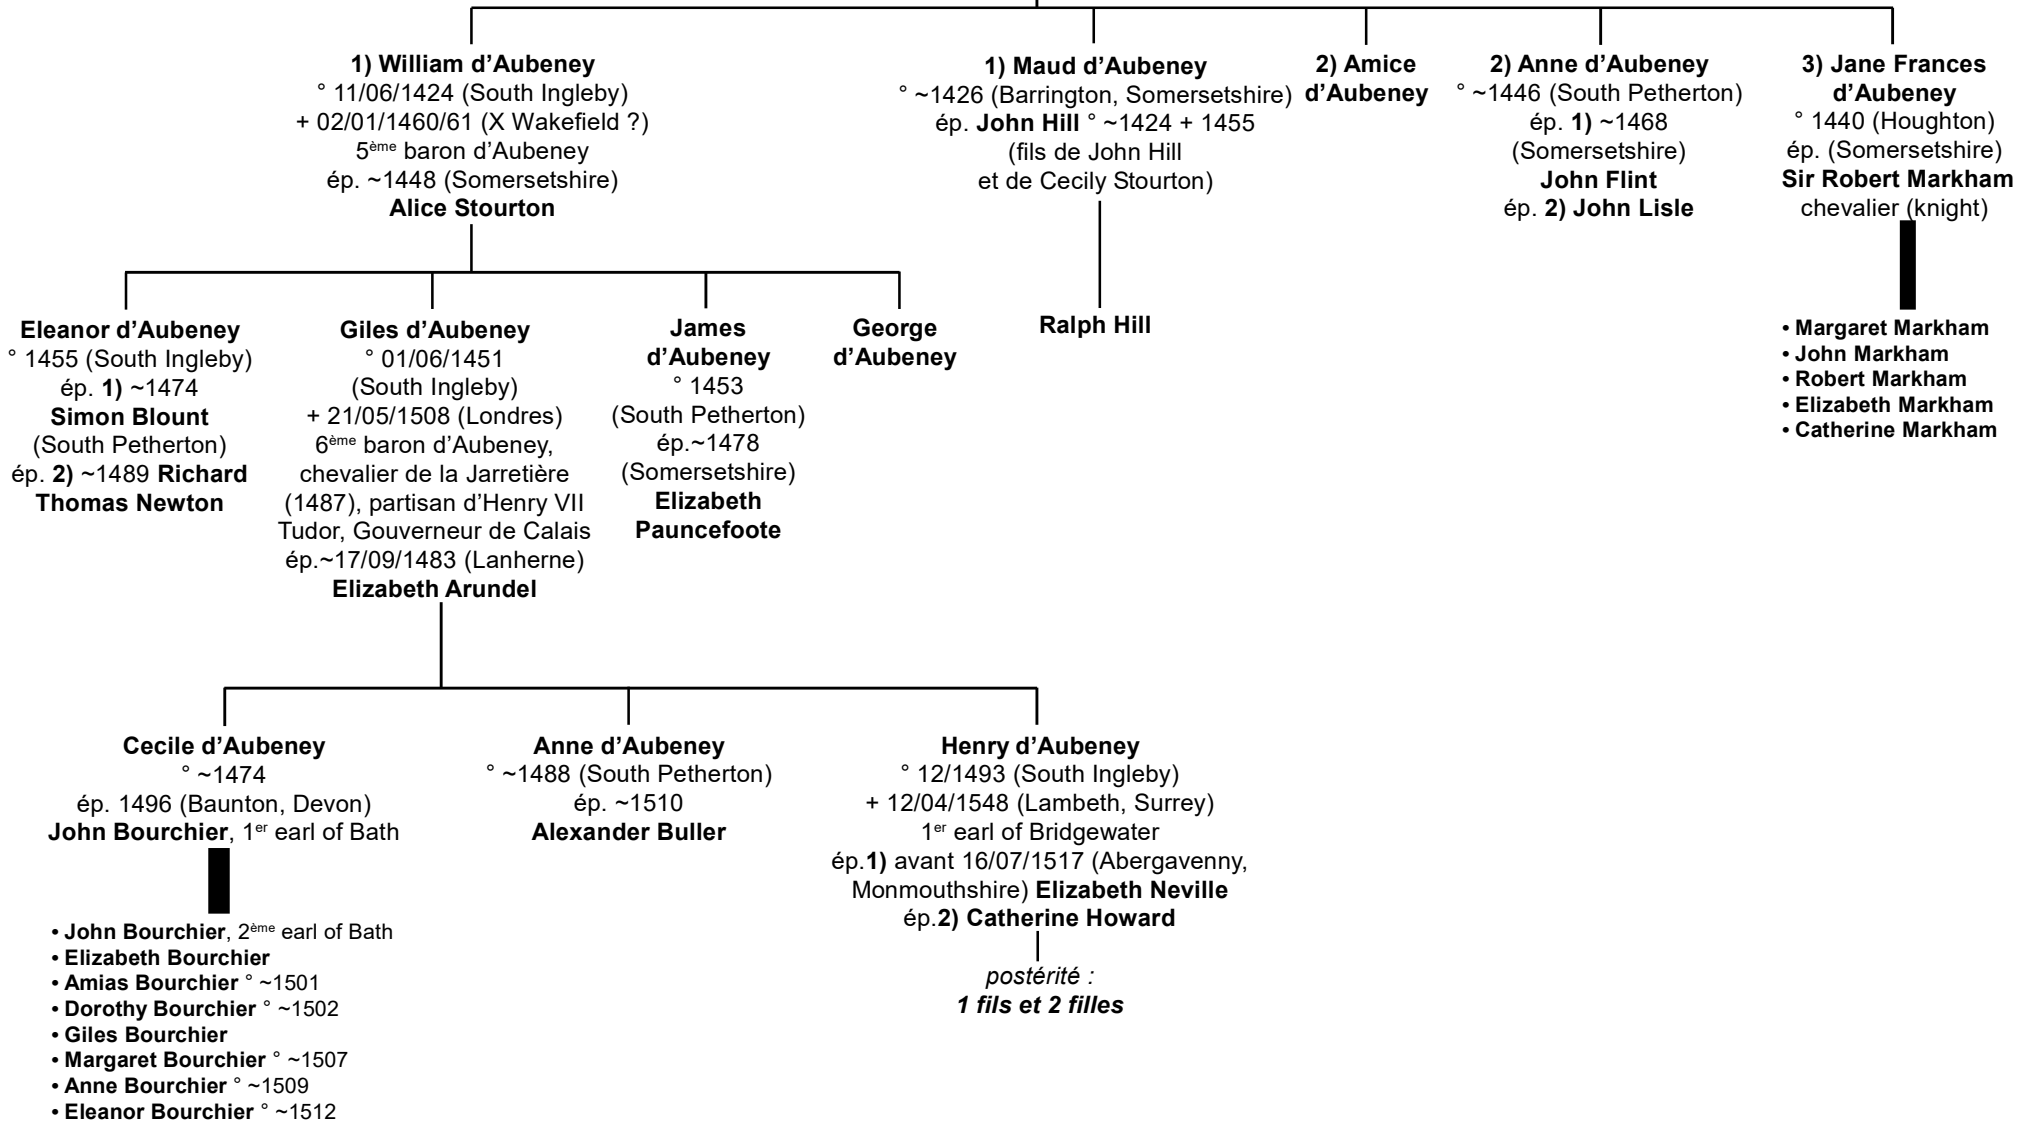 1) William d’Aubeney
° 11/06/1424 (South Ingleby)
+ 02/01/1460/61 (X Wakefield ?)
5ème baron d’Aubeney
ép. ~1448 (Somersetshire)
Alice Stourton
1) Maud d’Aubeney
° ~1426 (Barrington, Somersetshire)
ép. John Hill ° ~1424 + 1455
(fils de John Hill
et de Cecily Stourton)
2) Amice
d’Aubeney
2) Anne d’Aubeney
° ~1446 (South Petherton)
ép. 1) ~1468
(Somersetshire)
John Flint
ép. 2) John Lisle
3) Jane Frances
d’Aubeney
° 1440 (Houghton)
ép. (Somersetshire)
Sir Robert Markham
chevalier (knight)
Eleanor d’Aubeney
° 1455 (South Ingleby)
ép. 1) ~1474
Simon Blount
(South Petherton)
ép. 2) ~1489 Richard
Thomas Newton
Giles d’Aubeney
° 01/06/1451
(South Ingleby)
+ 21/05/1508 (Londres)
6ème baron d’Aubeney,
chevalier de la Jarretière
(1487), partisan d’Henry VII
Tudor, Gouverneur de Calais
ép.~17/09/1483 (Lanherne)
Elizabeth Arundel
James
d’Aubeney
° 1453
(South Petherton)
ép.~1478
(Somersetshire)
Elizabeth
Pauncefoote
George
d’Aubeney
Ralph Hill
• Margaret Markham
• John Markham
• Robert Markham
• Elizabeth Markham
• Catherine Markham
Cecile d’Aubeney
° ~1474
ép. 1496 (Baunton, Devon)
John Bourchier, 1er earl of Bath
Anne d’Aubeney
° ~1488 (South Petherton)
ép. ~1510
Alexander Buller
Henry d’Aubeney
° 12/1493 (South Ingleby)
+ 12/04/1548 (Lambeth, Surrey)
1er earl of Bridgewater
ép.1) avant 16/07/1517 (Abergavenny,
Monmouthshire) Elizabeth Neville
ép.2) Catherine Howard
postérité :
1 fils et 2 filles
• John Bourchier, 2ème earl of Bath
• Elizabeth Bourchier
• Amias Bourchier ° ~1501
• Dorothy Bourchier ° ~1502
• Giles Bourchier
• Margaret Bourchier ° ~1507
• Anne Bourchier ° ~1509
• Eleanor Bourchier ° ~1512